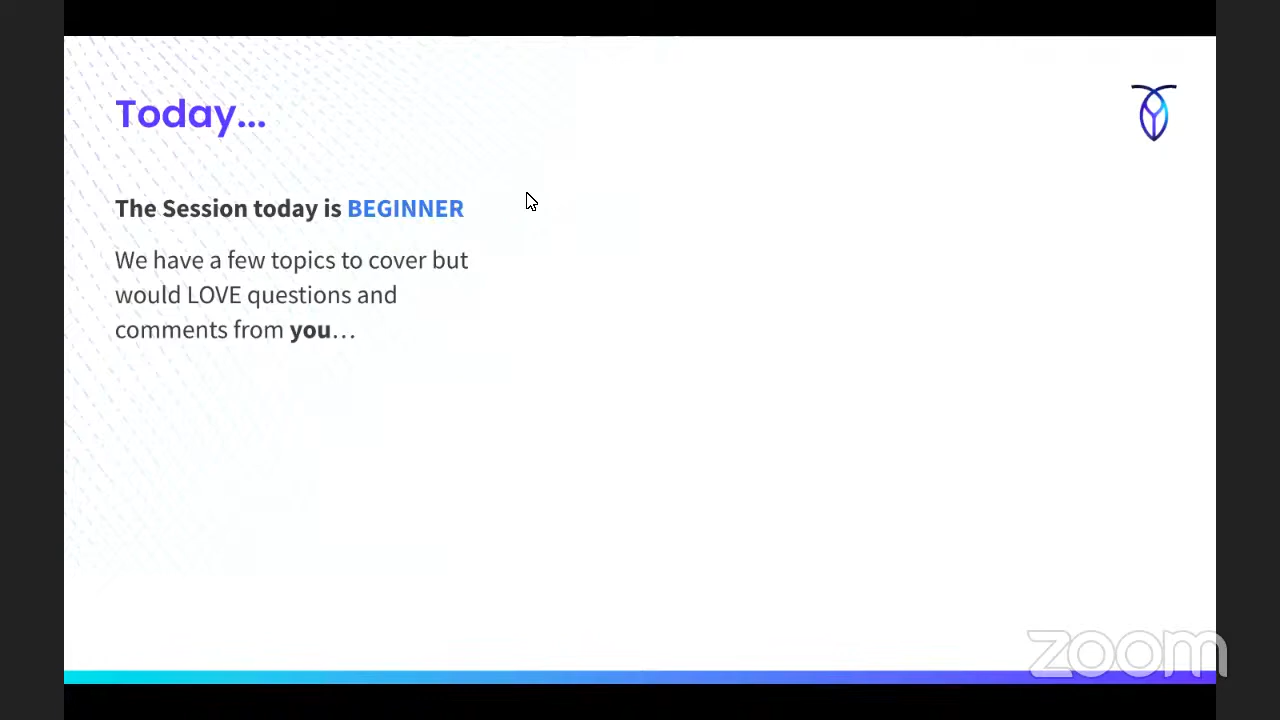 Today...
The Session today is BEGINNER
We have a few topics to cover but
would LOVE questions and
comments from you…
zoom